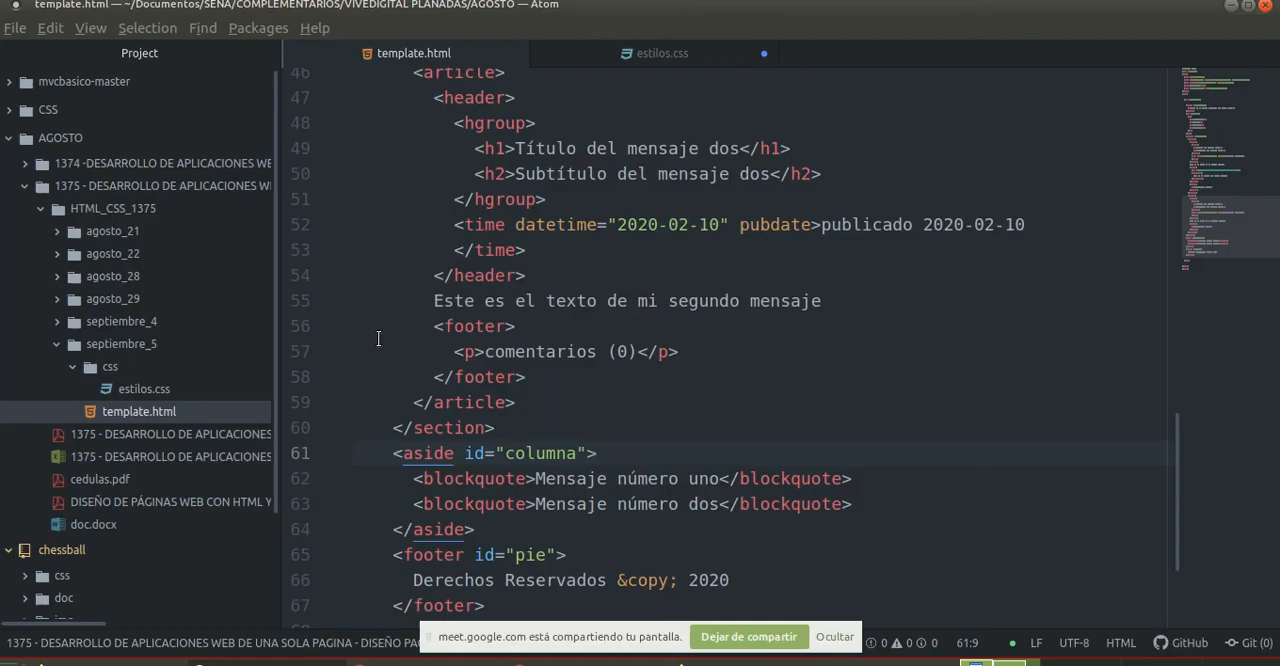 template.html — ~/Documentos/SENA/COMPLEMENTARIOS/VIVEDIGITAL PLANADAS/AGOSTO — Atom
File Edit View Selection Find Packages Help
Project
mvcbasico-master
CSS
AGOSTO
1374 -DESARROLLO DE APLICACIONES WE
1375 - DESARROLLO DE APLICACIONES WI
HTML_CSS_1375
agosto_21
agosto_22
agosto_28
agosto_29
septiembre_4
septiembre_5
css
estilos.css
template.html
1375 - DESARROLLO DE APLICACIONES
1375 - DESARROLLO DE APLICACIONES
cedulas.pdf
DISEÑO DE PÁGINAS WEB CON HTML Y
doc.docx
chessball
css
doc
template.html
estilos.css
46 <article>
47 <header>
48 <hgroup>
49 <h1>Título del mensaje dos</h1>
50 <h2>Subtítulo del mensaje dos</h2>
51 </hgroup>
52 <time datetime="2020-02-10" pubdate>publicado 2020-02-10
53 </time>
54 </header>
55 Este es el texto de mi segundo mensaje
56 <footer>
57 <p>comentarios (0)</p>
58 </footer>
59 </article>
60 </section>
61 <aside id="columna">
62 <blockquote>Mensaje número uno</blockquote>
63 <blockquote>Mensaje número dos</blockquote>
64 </aside>
65 <footer id="pie">
66 Derechos Reservados &copy; 2020
67 </footer>
meet.google.com está compartiendo tu pantalla. Dejar de compartir Ocultar
1375 - DESARROLLO DE APLICACIONES WEB DE UNA SOLA PAGINA - DISEÑO PA 0 0 0 61:9 LF UTF-8 HTML GitHub Git (0)